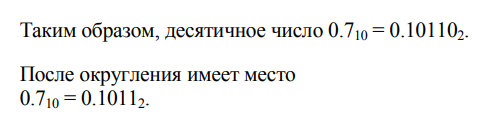 Таким образом, десятичное число 0.7₁₀ = 0.10110₂.
После округления имеет место
0.7₁₀ = 0.1011₂.